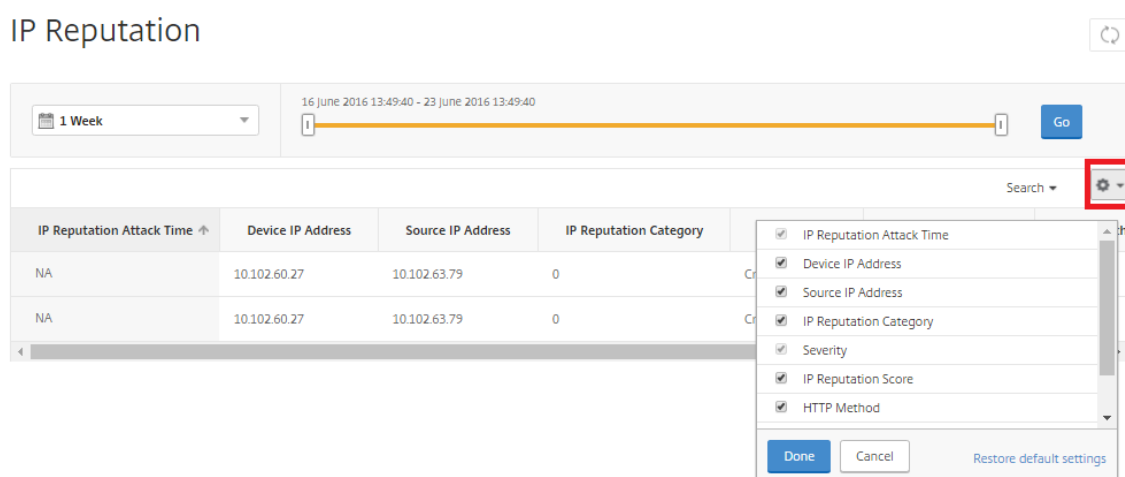 IP Reputation
16 June 2016 13:49:40 - 23 June 2016 13:49:40
1 Week
Go
Search
IP Reputation Attack Time Device IP Address Source IP Address IP Reputation Category
NA 10.102.60.27 10.102.63.79 0
NA 10.102.60.27 10.102.63.79 0
IP Reputation Attack Time
Device IP Address
Source IP Address
IP Reputation Category
Severity
IP Reputation Score
HTTP Method
Done Cancel Restore default settings